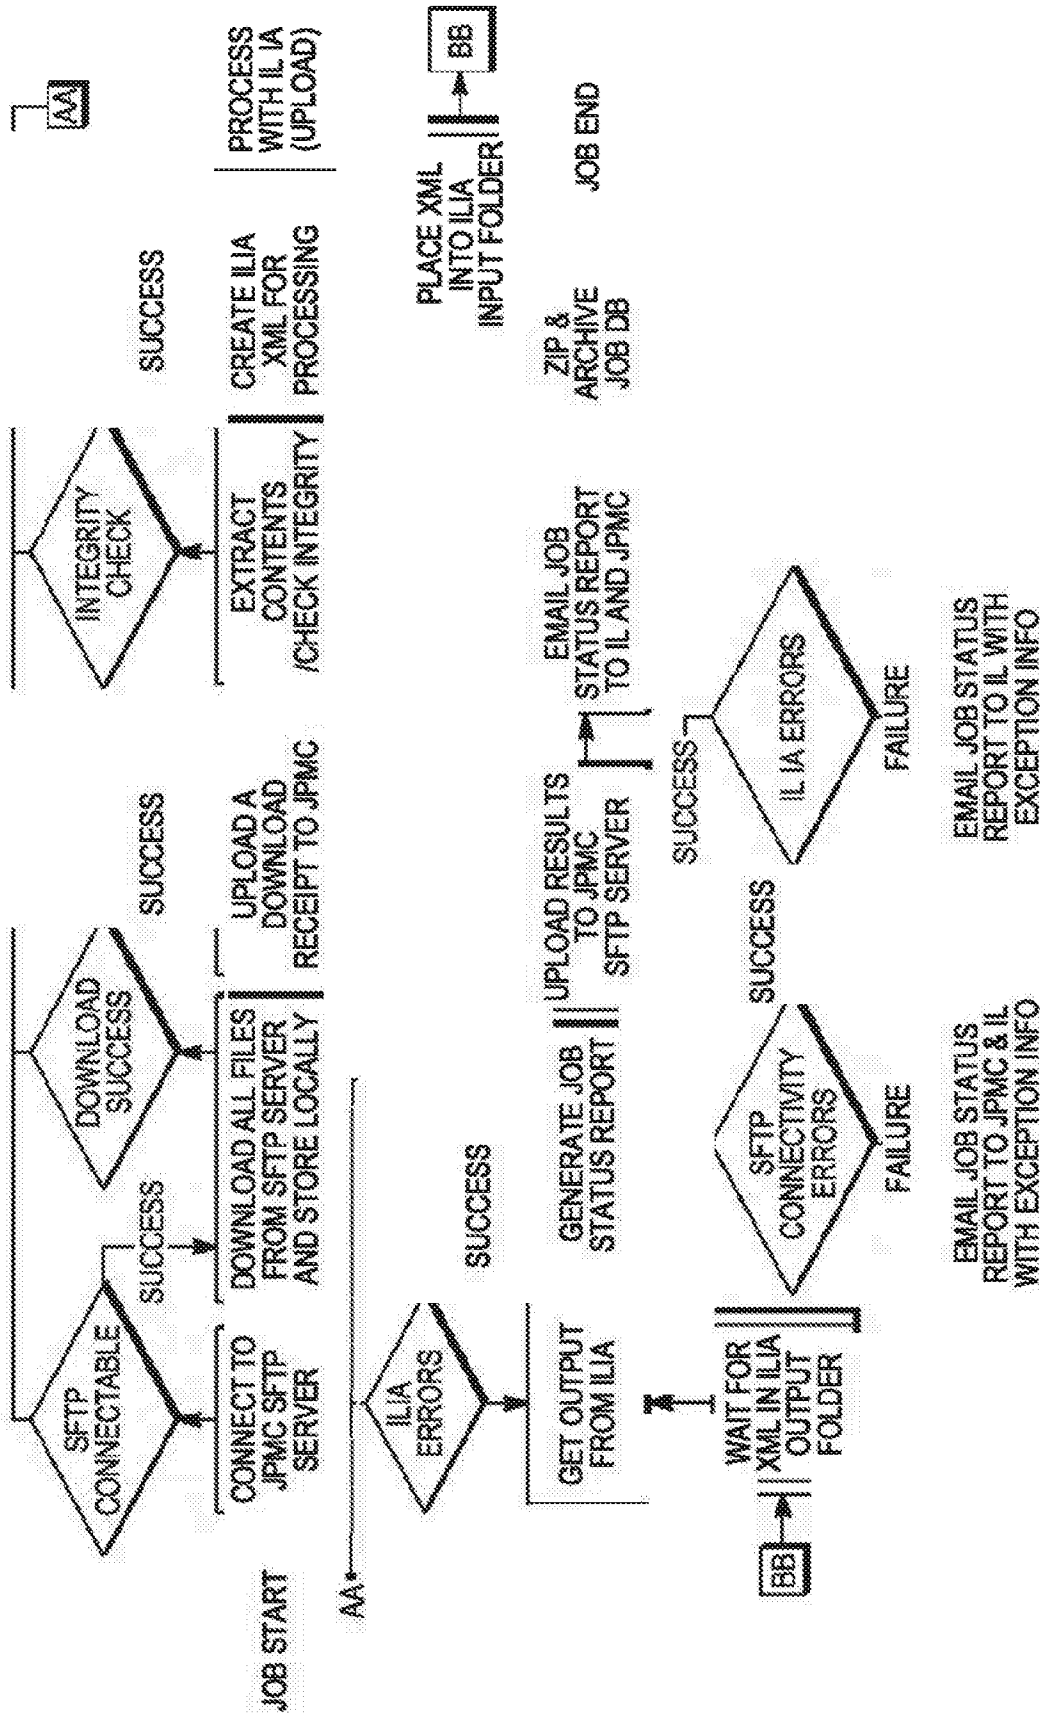 AA
SFTP
CONNECTABLE
SUCCESS
DOWNLOAD
SUCCESS
SUCCESS
INTEGRITY
CHECK
SUCCESS
JOB START
CONNECT TO
JPMC SFTP
SERVER
DOWNLOAD ALL FILES
FROM SFTP SERVER
AND STORE LOCALLY
UPLOAD A
DOWNLOAD
RECEIPT TO JPMC
EXTRACT
CONTENTS
/CHECK INTEGRITY
CREATE ILIA
XML FOR
PROCESSING
PROCESS
WITH IL IA
(UPLOAD)
AA
ILIA
ERRORS
SUCCESS
PLACE XML
INTO ILIA
INPUT FOLDER
BB
GET OUTPUT
FROM ILIA
GENERATE JOB
STATUS REPORT
UPLOAD RESULTS
TO JPMC
SFTP SERVER
EMAIL JOB
STATUS REPORT
TO IL AND JPMC
ZIP &
ARCHIVE
JOB DB
JOB END
SUCCESS
BB
WAIT FOR
XML IN ILIA
OUTPUT
FOLDER
SFTP
CONNECTIVITY
ERRORS
SUCCESS
IL IA ERRORS
FAILURE
FAILURE
EMAIL JOB STATUS
REPORT TO JPMC & IL
WITH EXCEPTION INFO
EMAIL JOB STATUS
REPORT TO IL WITH
EXCEPTION INFO